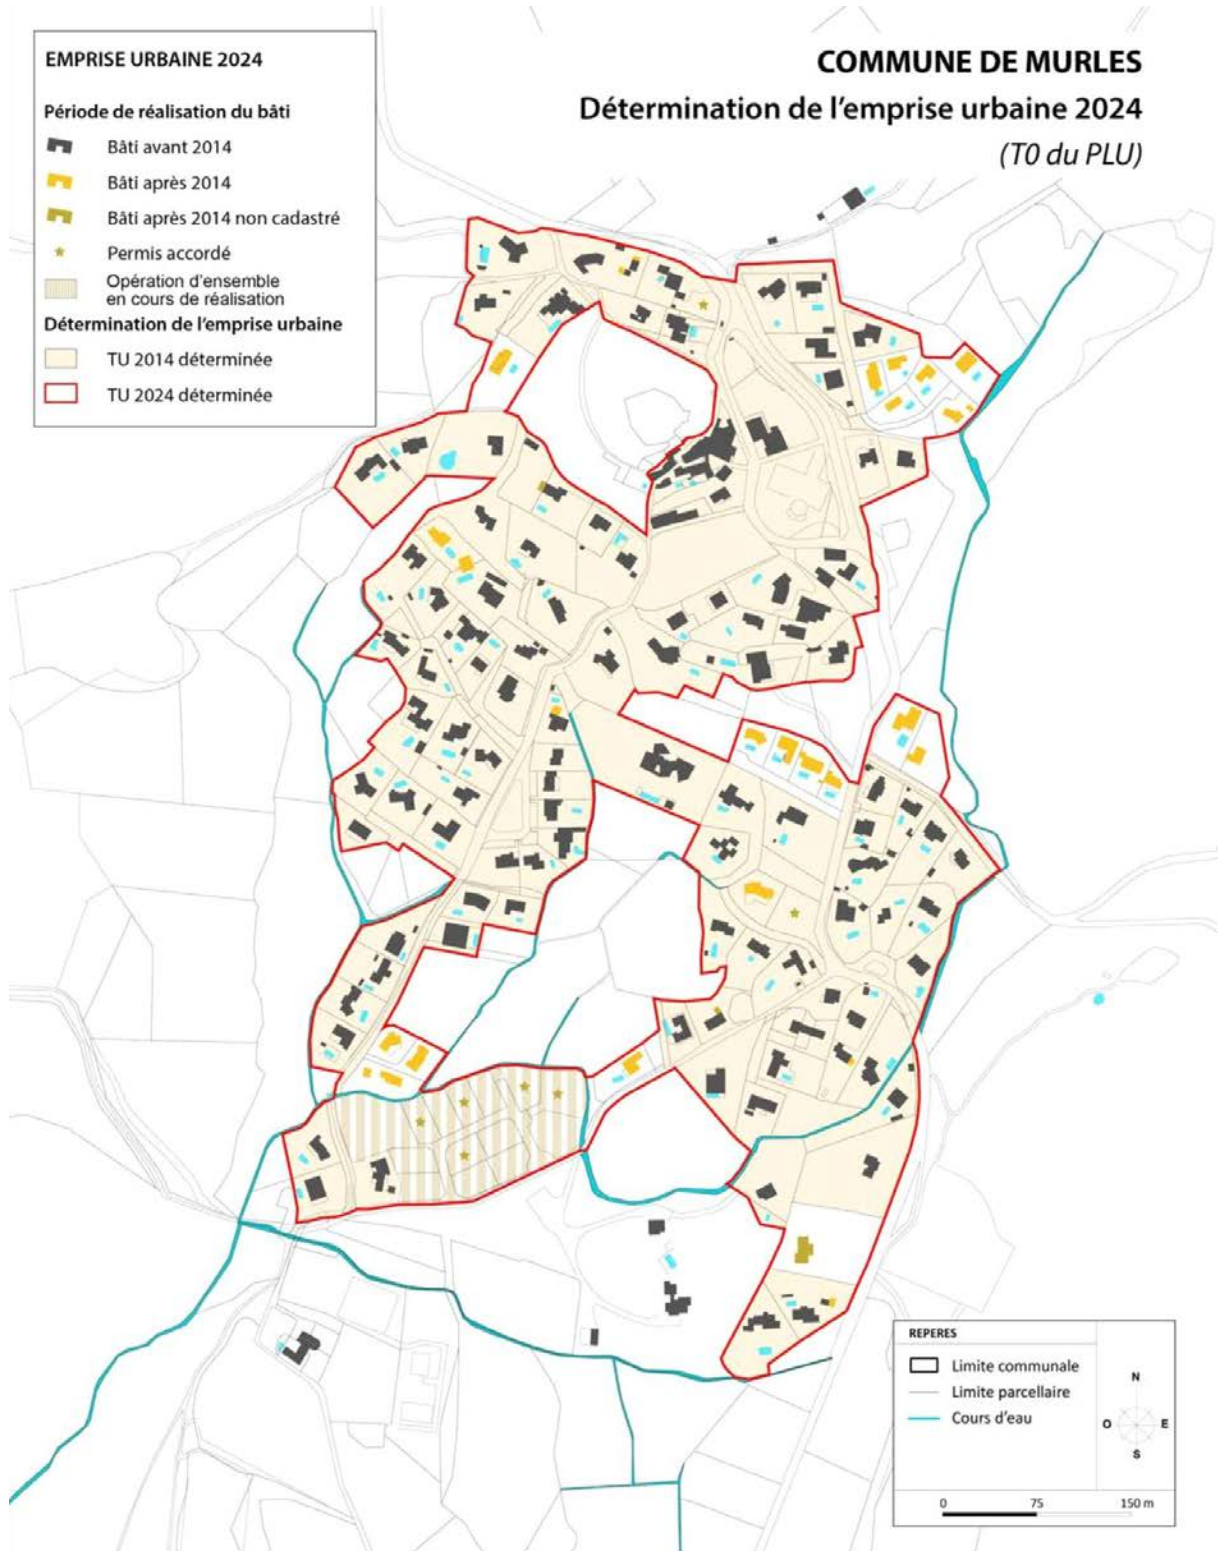 EMPRISE URBAINE 2024
Période de réalisation du bâti
Bâti avant 2014
Bâti après 2014
Bâti après 2014 non cadastré
Permis accordé
Opération d'ensemble
en cours de réalisation
Détermination de l'emprise urbaine
TU 2014 déterminée
TU 2024 déterminée
COMMUNE DE MURLES
Détermination de l'emprise urbaine 2024
(T0 du PLU)
REPERES
Limite communale
Limite parcellaire
Cours d'eau
N
O
E
S
0 75 150 m